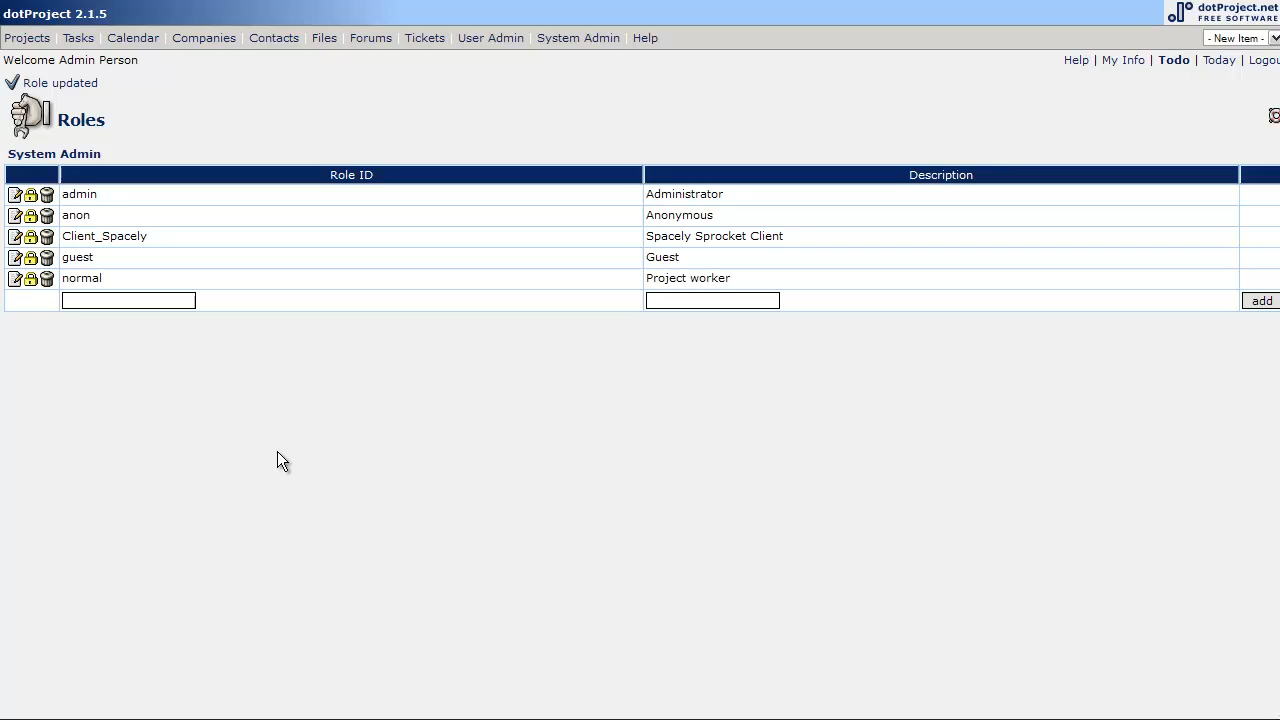 dotProject 2.1.5
dotProject.net
FREE SOFTWARE
Projects Tasks Calendar Companies Contacts Files Forums Tickets User Admin System Admin Help - New Item -
Welcome Admin Person Help | My Info | Todo | Today | Logou
Role updated
Roles
System Admin
Role ID Description
admin Administrator
anon Anonymous
Client_Spacely Spacely Sprocket Client
guest Guest
normal Project worker
add